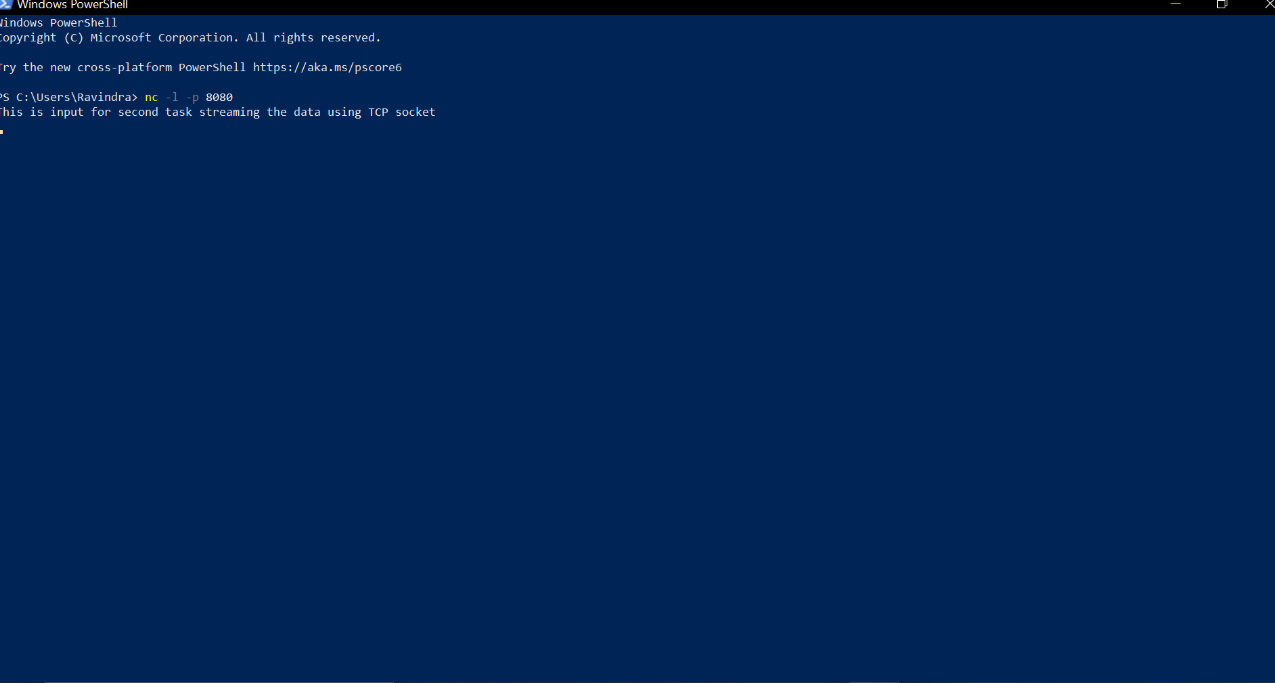 Windows PowerShell
Windows PowerShell
Copyright (C) Microsoft Corporation. All rights reserved.
Try the new cross-platform PowerShell https://aka.ms/pscore6
PS C:\Users\Ravindra> nc -l -p 8080
This is input for second task streaming the data using TCP socket